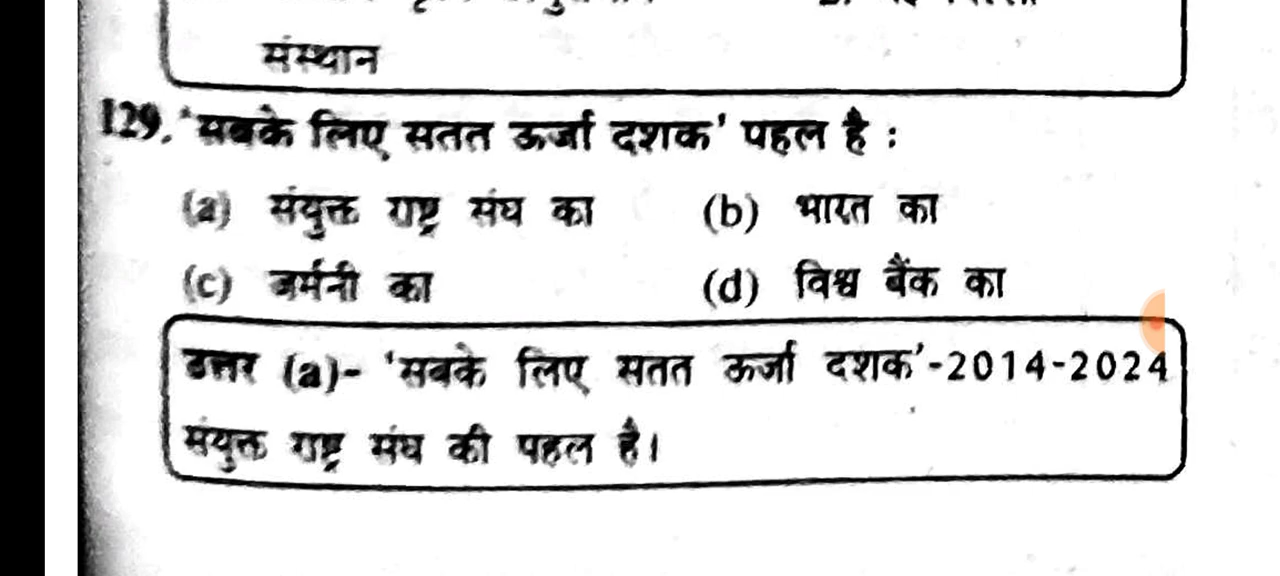 संस्थान
129. 'सबके लिए सतत ऊर्जा दशक' पहल है :
(a) संयुक्त राष्ट्र संघ का (b) भारत का
(c) जर्मनी का (d) विश्व बैंक का
उत्तर (a)- 'सबके लिए सतत ऊर्जा दशक'-2014-2024
संयुक्त राष्ट्र संघ की पहल है।